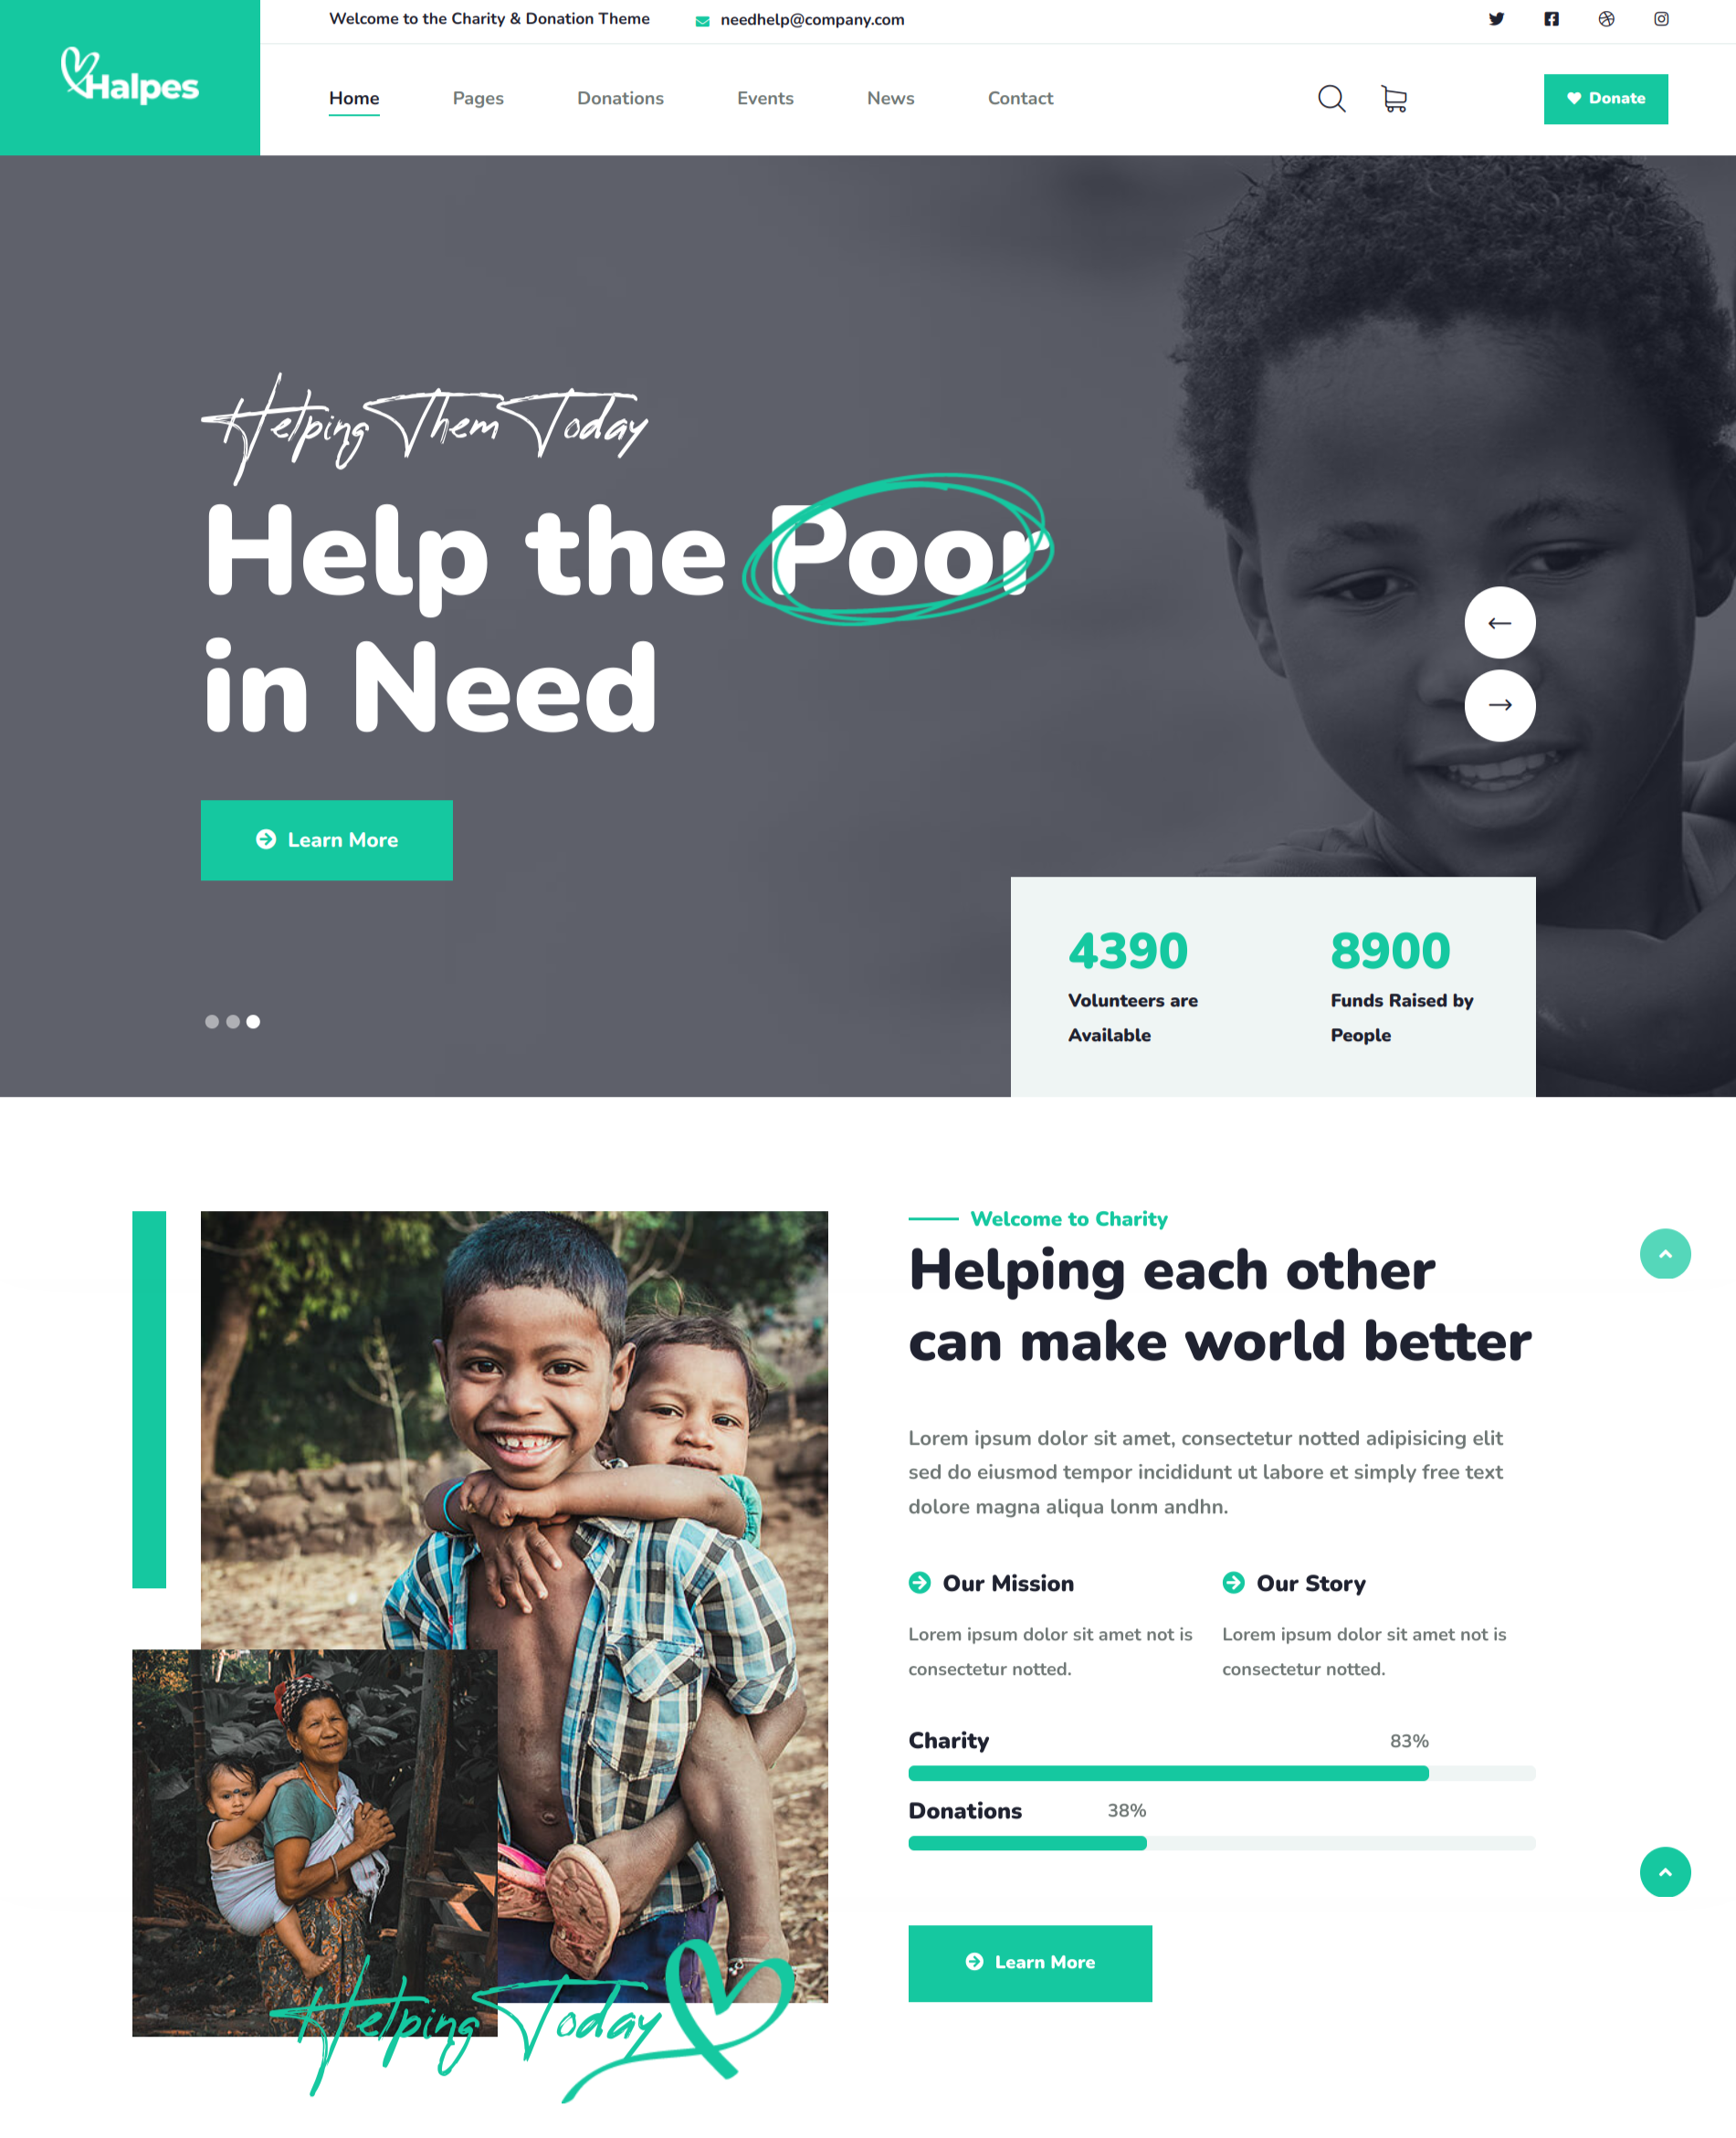 Welcome to the Charity & Donation Theme
needhelp@company.com
Halpes
Home
Pages
Donations
Events
News
Contact
Donate
Helping Them Today
Help the Poor
in Need
Learn More
4390
Volunteers are
Available
8900
Funds Raised by
People
Welcome to Charity
Helping each other
can make world better
Lorem ipsum dolor sit amet, consectetur notted adipisicing elit
sed do eiusmod tempor incididunt ut labore et simply free text
dolore magna aliqua lonm andhn.
Our Mission
Lorem ipsum dolor sit amet not is
consectetur notted.
Our Story
Lorem ipsum dolor sit amet not is
consectetur notted.
Charity
83%
Donations
38%
Learn More
Helping Today